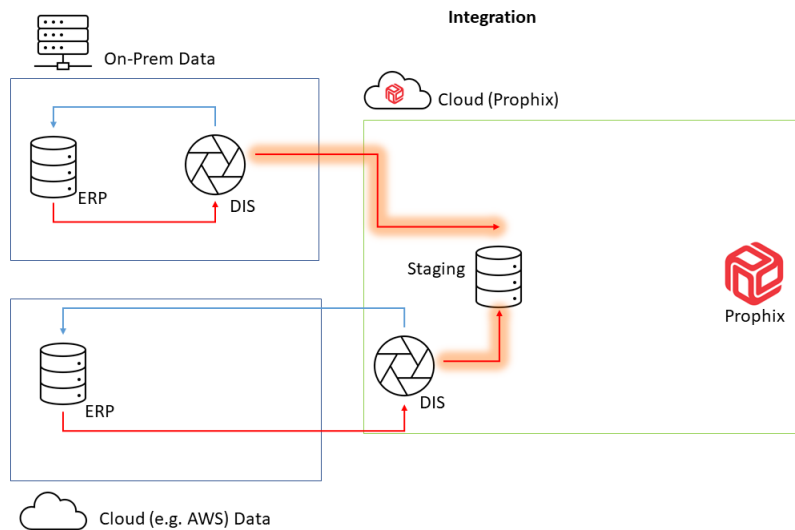 Integration
On-Prem Data
Cloud (Prophix)
ERP
DIS
Staging
Prophix
ERP
DIS
Cloud (e.g. AWS) Data